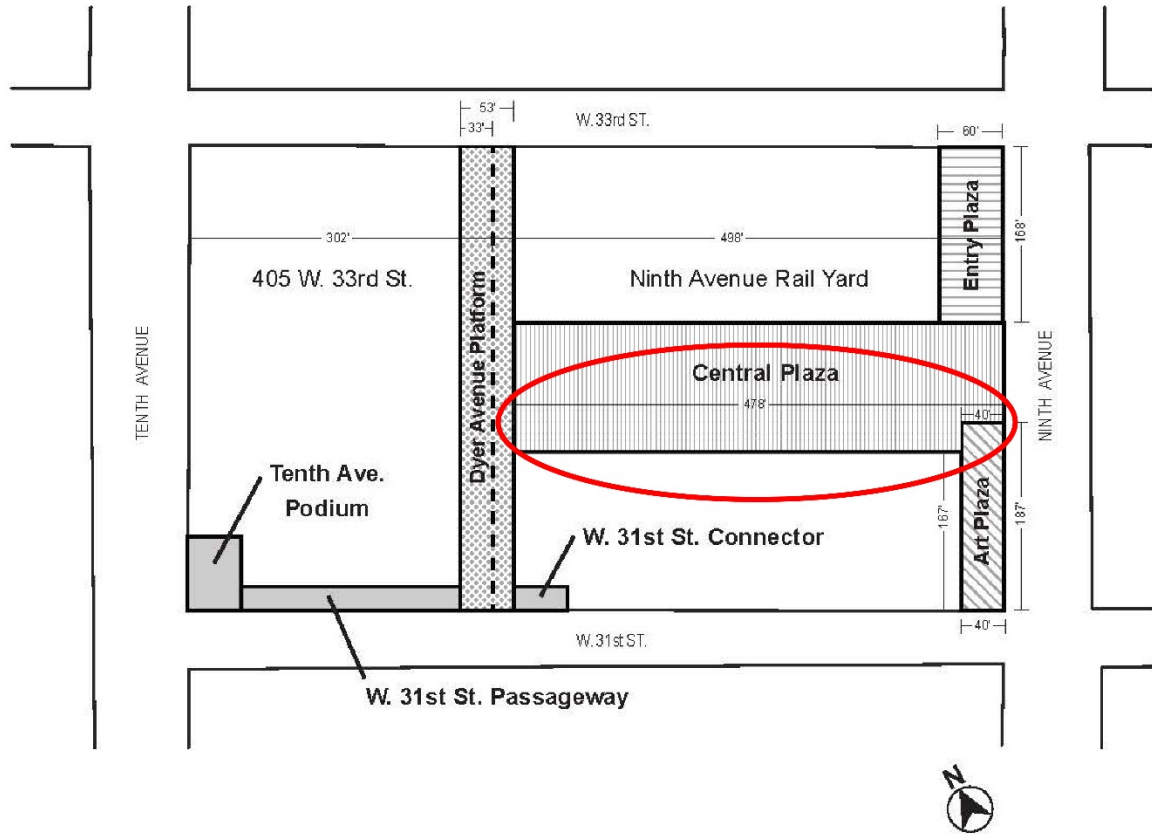 53'
33'
W. 33rd ST.
60'
Entry Plaza
168'
302'
498'
405 W. 33rd St.
Dyer Avenue Platform
Ninth Avenue Rail Yard
TENTH AVENUE
NINTH AVENUE
Central Plaza
478'
40'
Tenth Ave.
Podium
W. 31st St. Connector
167'
Art Plaza
187'
W. 31st ST.
40'
W. 31st St. Passageway
N